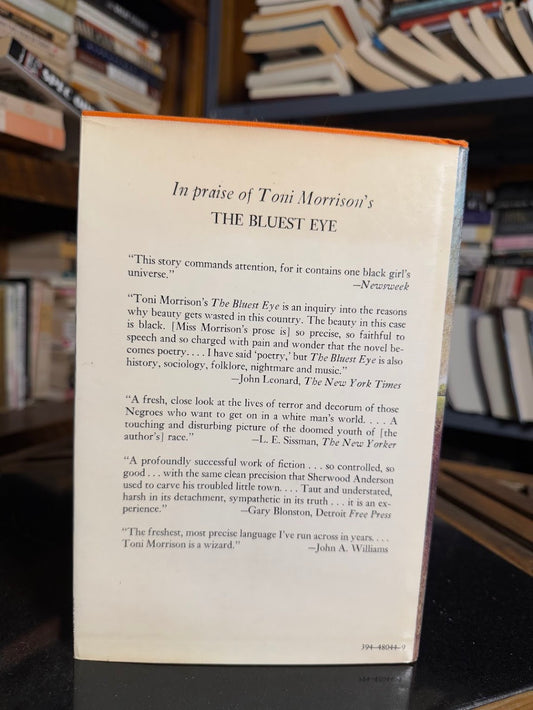 In praise of Toni Morrison's
THE BLUEST EYE
“This story commands attention, for it contains one black girl's
universe.” —Newsweek
“Toni Morrison's The Bluest Eye is an inquiry into the reasons
why beauty gets wasted in this country. The beauty in this case
is black. [Miss Morrison's prose is] so precise, so faithful to
speech and so charged with pain and wonder that the novel be-
comes poetry. . . . I have said ‘poetry,’ but The Bluest Eye is also
history, sociology, folklore, nightmare and music.”
—John Leonard, The New York Times
“A fresh, close look at the lives of terror and decorum of those
Negroes who want to get on in a white man's world. . . . A
touching and disturbing picture of the doomed youth of [the
author's] race.” —L. E. Sissman, The New Yorker
“A profoundly successful work of fiction . . . so controlled, so
good . . . with the same clean precision that Sherwood Anderson
used to carve his troubled little town. . . . Taut and understated,
harsh in its detachment, sympathetic in its truth . . . it is an ex-
perience.” —Gary Blonston, Detroit Free Press
“The freshest, most precise language I've run across in years. . . .
Toni Morrison is a wizard.” —John A. Williams
394–48044–9